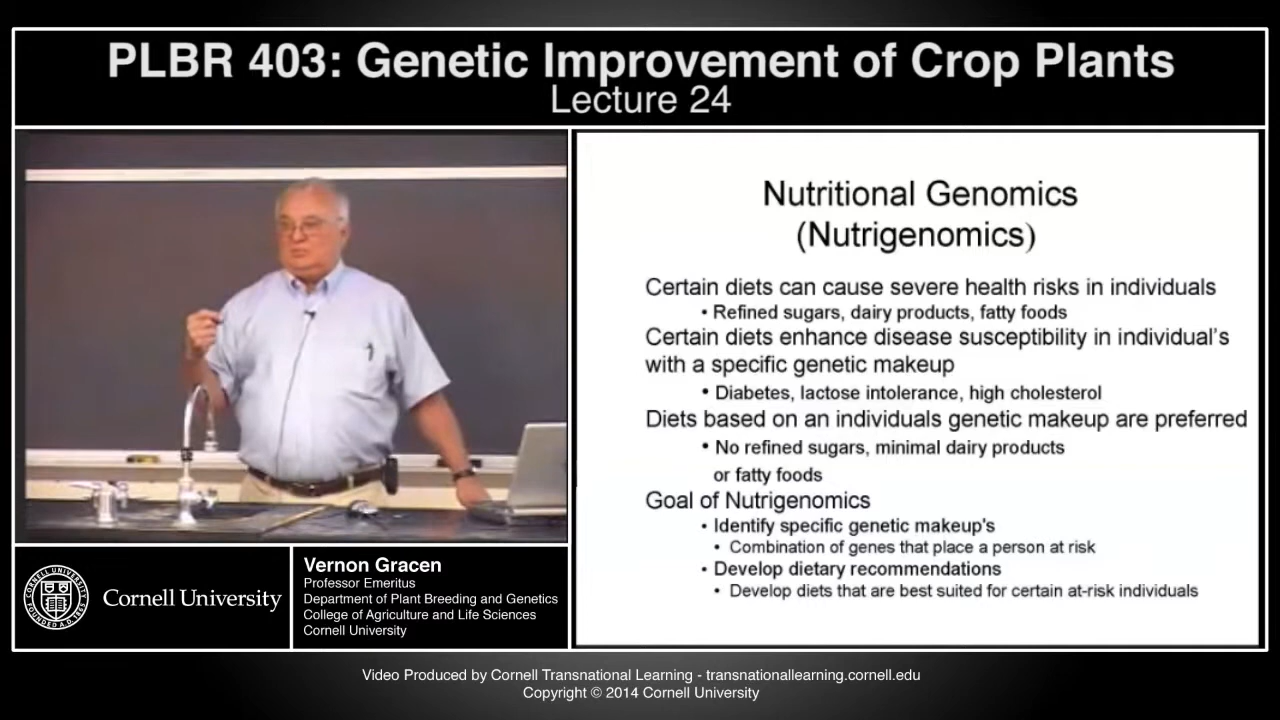 PLBR 403: Genetic Improvement of Crop Plants
Lecture 24
Nutritional Genomics
(Nutrigenomics)
Certain diets can cause severe health risks in individuals
• Refined sugars, dairy products, fatty foods
Certain diets enhance disease susceptibility in individual's
with a specific genetic makeup
• Diabetes, lactose intolerance, high cholesterol
Diets based on an individuals genetic makeup are preferred
• No refined sugars, minimal dairy products
or fatty foods
Goal of Nutrigenomics
• Identify specific genetic makeup's
• Combination of genes that place a person at risk
• Develop dietary recommendations
• Develop diets that are best suited for certain at-risk individuals
Cornell University
Vernon Gracen
Professor Emeritus
Department of Plant Breeding and Genetics
College of Agriculture and Life Sciences
Cornell University
Video Produced by Cornell Transnational Learning - transnationallearning.cornell.edu
Copyright © 2014 Cornell University